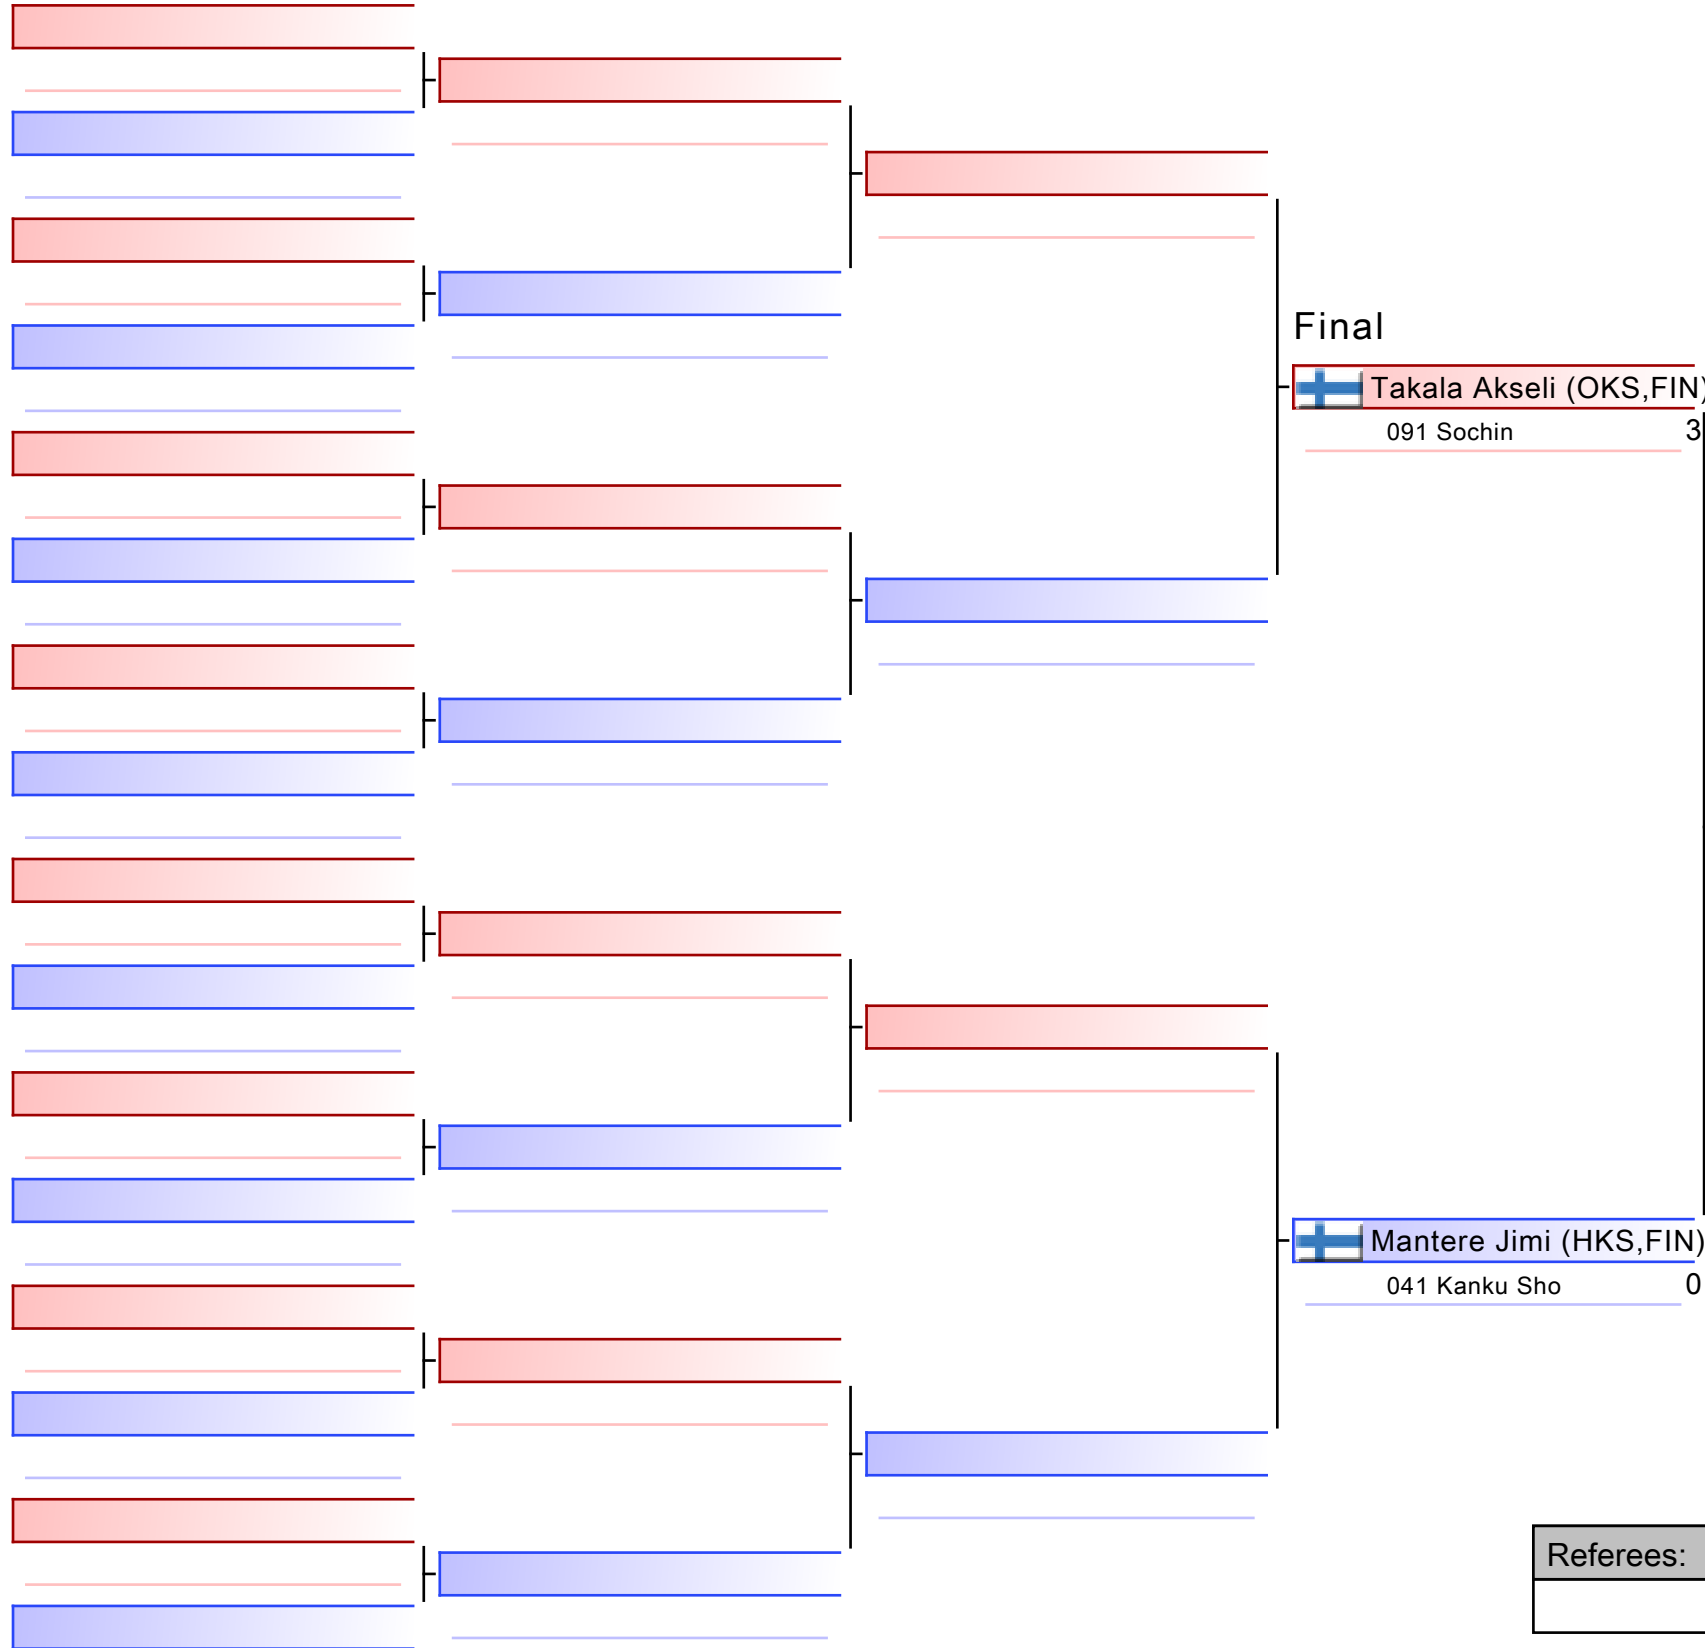 Final
Takala Akseli (OKS,FIN)
091 Sochin 3
Mantere Jimi (HKS,FIN)
041 Kanku Sho 0
Referees: